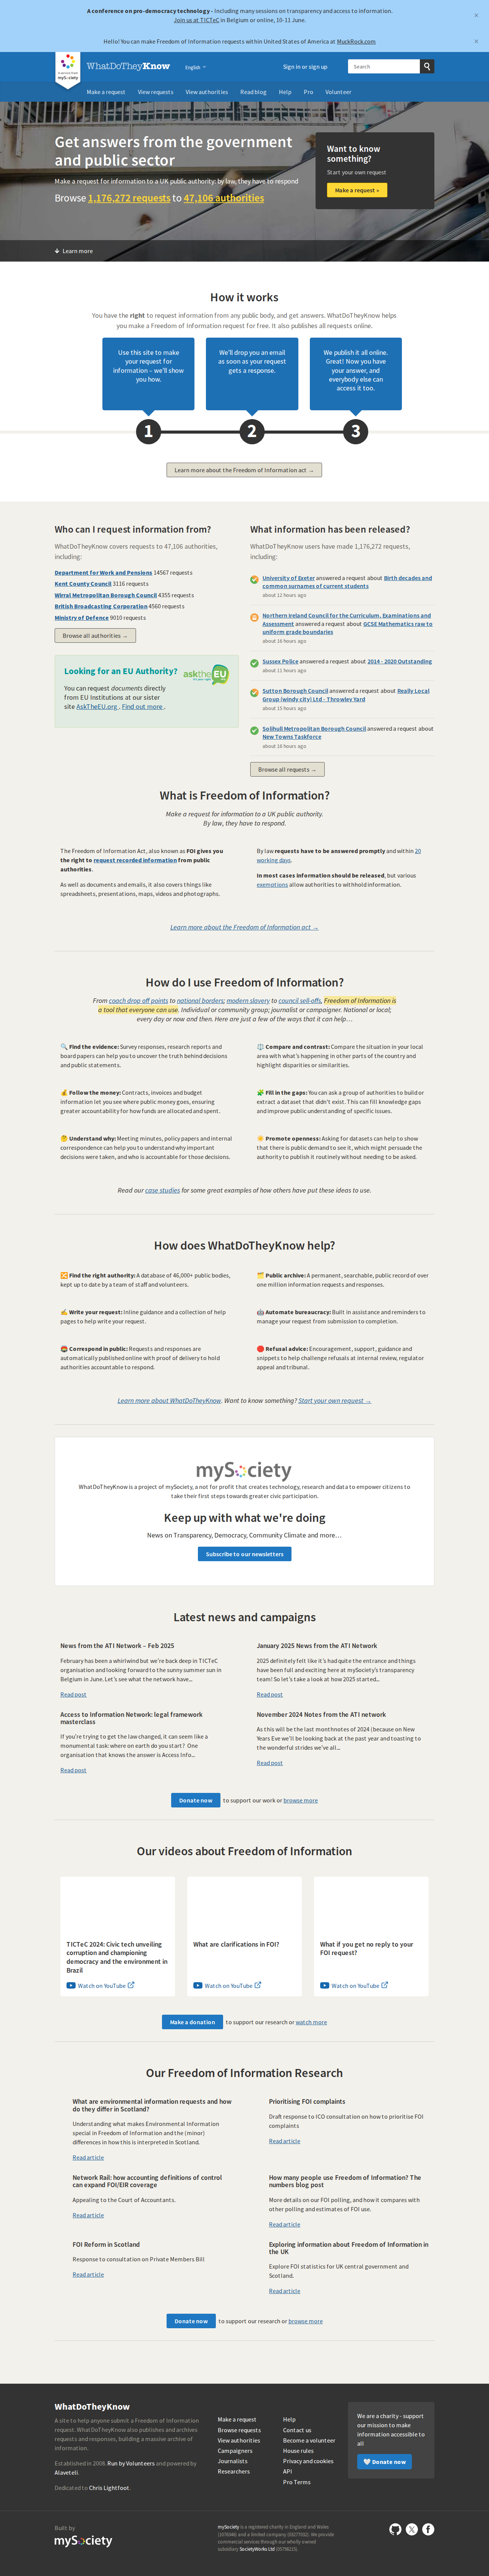 A conference on pro-democracy technology - Including many sessions on transparency and access to information.
Join us at TICTeC in Belgium or online, 10-11 June.
×
Hello! You can make Freedom of Information requests within United States of America at MuckRock.com
×
WhatDoTheyKnow
English
Sign in or sign up
Search
Make a request
View requests
View authorities
Read blog
Help
Pro
Volunteer
Get answers from the government
and public sector
Make a request for information to a UK public authority: by law, they have to respond
Browse 1,176,272 requests to 47,106 authorities
Want to know
something?
Start your own request
Make a request »
Learn more
How it works
You have the right to request information from any public body, and get answers. WhatDoTheyKnow helps
you make a Freedom of Information request for free. It also publishes all requests online.
Use this site to make
your request for
information – we'll show
you how.
We'll drop you an email
as soon as your request
gets a response.
We publish it all online.
Great! Now you have
your answer, and
everybody else can
access it too.
1
2
3
Learn more about the Freedom of Information act →
Who can I request information from?
WhatDoTheyKnow covers requests to 47,106 authorities,
including:
Department for Work and Pensions 14567 requests
Kent County Council 3116 requests
Wirral Metropolitan Borough Council 4355 requests
British Broadcasting Corporation 4560 requests
Ministry of Defence 9010 requests
Browse all authorities →
Looking for an EU Authority?
asktheEU.org
You can request documents directly
from EU Institutions at our sister
site AskTheEU.org . Find out more .
What information has been released?
WhatDoTheyKnow users have made 1,176,272 requests,
including:
University of Exeter answered a request about Birth decades and
common surnames of current students
about 12 hours ago
Northern Ireland Council for the Curriculum, Examinations and
Assessment answered a request about GCSE Mathematics raw to
uniform grade boundaries
about 16 hours ago
Sussex Police answered a request about 2014 - 2020 Outstanding
about 11 hours ago
Sutton Borough Council answered a request about Really Local
Group (windy city) Ltd - Throwley Yard
about 15 hours ago
Solihull Metropolitan Borough Council answered a request about
New Towns Taskforce
about 16 hours ago
Browse all requests →
What is Freedom of Information?
Make a request for information to a UK public authority.
By law, they have to respond.
The Freedom of Information Act, also known as FOI gives you
the right to request recorded information from public
authorities.
As well as documents and emails, it also covers things like
spreadsheets, presentations, maps, videos and photographs.
By law requests have to be answered promptly and within 20
working days.
In most cases information should be released, but various
exemptions allow authorities to withhold information.
Learn more about the Freedom of Information act →
How do I use Freedom of Information?
From coach drop off points to national borders; modern slavery to council sell-offs, Freedom of Information is
a tool that everyone can use. Individual or community group; journalist or campaigner. National or local;
every day or now and then. Here are just a few of the ways that it can help…
🔍 Find the evidence: Survey responses, research reports and
board papers can help you to uncover the truth behind decisions
and public statements.
⚖️ Compare and contrast: Compare the situation in your local
area with what's happening in other parts of the country and
highlight disparities or similarities.
💰 Follow the money: Contracts, invoices and budget
information let you see where public money goes, ensuring
greater accountability for how funds are allocated and spent.
🧩 Fill in the gaps: You can ask a group of authorities to build or
extract a dataset that didn't exist. This can fill knowledge gaps
and improve public understanding of specific issues.
🤔 Understand why: Meeting minutes, policy papers and internal
correspondence can help you to understand why important
decisions were taken, and who is accountable for those decisions.
☀️ Promote openness: Asking for datasets can help to show
that there is public demand to see it, which might persuade the
authority to publish it routinely without needing to be asked.
Read our case studies for some great examples of how others have put these ideas to use.
How does WhatDoTheyKnow help?
🔀 Find the right authority: A database of 46,000+ public bodies,
kept up to date by a team of staff and volunteers.
🗂️ Public archive: A permanent, searchable, public record of over
one million information requests and responses.
✍️ Write your request: Inline guidance and a collection of help
pages to help write your request.
🤖 Automate bureaucracy: Built in assistance and reminders to
manage your request from submission to completion.
📮 Correspond in public: Requests and responses are
automatically published online with proof of delivery to hold
authorities accountable to respond.
🛑 Refusal advice: Encouragement, support, guidance and
snippets to help challenge refusals at internal review, regulator
appeal and tribunal.
Learn more about WhatDoTheyKnow. Want to know something? Start your own request →
mySociety
WhatDoTheyKnow is a project of mySociety, a not for profit that creates technology, research and data to empower citizens to
take their first steps towards greater civic participation.
Keep up with what we're doing
News on Transparency, Democracy, Community Climate and more…
Subscribe to our newsletters
Latest news and campaigns
News from the ATI Network – Feb 2025
February has been a whirlwind but we're back deep in TICTeC
organisation and looking forward to the sunny summer sun in
Belgium in June. Let's see what the network have...
Read post
January 2025 News from the ATI Network
2025 definitely felt like it's had quite the entrance and things
have been full and exciting here at mySociety's transparency
team! So let's take a look at how 2025 started...
Read post
Access to Information Network: legal framework
masterclass
If you're trying to get the law changed, it can seem like a
monumental task: where on earth do you start? One
organisation that knows the answer is Access Info...
Read post
November 2024 Notes from the ATI network
As this will be the last monthnotes of 2024 (because on New
Years Eve we'll be looking back at the past year and toasting to
the wonderful strides we've all...
Read post
Donate now to support our work or browse more
Our videos about Freedom of Information
TICTeC 2024: Civic tech unveiling
corruption and championing
democracy and the environment in
Brazil
Watch on YouTube
What are clarifications in FOI?
Watch on YouTube
What if you get no reply to your
FOI request?
Watch on YouTube
Make a donation to support our research or watch more
Our Freedom of Information Research
What are environmental information requests and how
do they differ in Scotland?
Understanding what makes Environmental Information
special in Freedom of Information and the (minor)
differences in how this is interpreted in Scotland.
Read article
Prioritising FOI complaints
Draft response to ICO consultation on how to prioritise FOI
complaints
Read article
Network Rail: how accounting definitions of control
can expand FOI/EIR coverage
Appealing to the Court of Accountants.
Read article
How many people use Freedom of Information? The
numbers blog post
More details on our FOI polling, and how it compares with
other polling and estimates of FOI use.
Read article
FOI Reform in Scotland
Response to consultation on Private Members Bill
Read article
Exploring information about Freedom of Information in
the UK
Explore FOI statistics for UK central government and
Scotland.
Read article
Donate now to support our research or browse more
WhatDoTheyKnow
A site to help anyone submit a Freedom of Information
request. WhatDoTheyKnow also publishes and archives
requests and responses, building a massive archive of
information.
Established in 2008. Run by Volunteers and powered by
Alaveteli.
Dedicated to Chris Lightfoot.
Make a request
Browse requests
View authorities
Campaigners
Journalists
Researchers
Help
Contact us
Become a volunteer
House rules
Privacy and cookies
API
Pro Terms
We are a charity - support
our mission to make
information accessible to
all
🤍 Donate now
Built by
mySociety
mySociety is a registered charity in England and Wales
(1076346) and a limited company (03277032). We provide
commercial services through our wholly owned
subsidiary SocietyWorks Ltd (05798215).